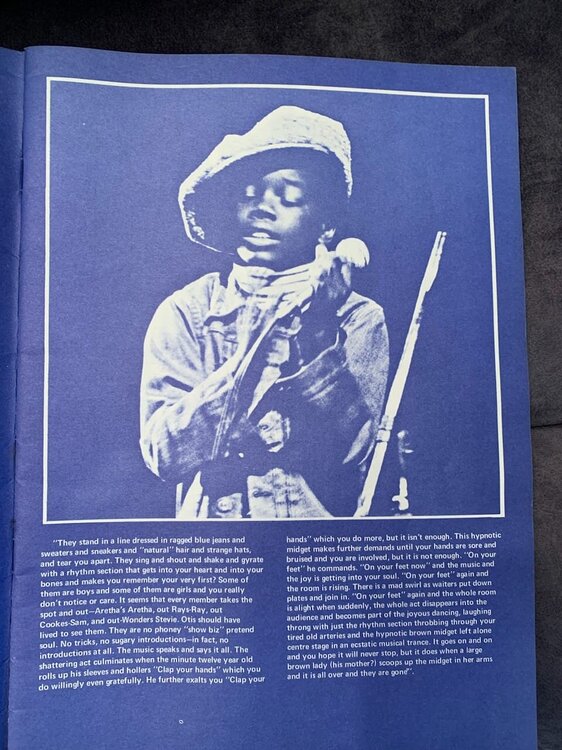 "They stand in a line dressed in ragged blue jeans and
sweaters and sneakers and "natural" hair and strange hats,
and tear you apart. They sing and shout and shake and gyrate
with a rhythm section that gets into your heart and into your
bones and makes you remember your very first? Some of
them are boys and some of them are girls and you really
don't notice or care. It seems that every member takes the
spot and out—Aretha's Aretha, out Rays-Ray, out
Cookes-Sam, and out-Wonders Stevie. Otis should have
lived to see them. They are no phoney "show biz" pretend
soul. No tricks, no sugary introductions—in fact, no
introductions at all. The music speaks and says it all. The
shattering act culminates when the minute twelve year old
rolls up his sleeves and hollers "Clap your hands" which you
do willingly even gratefully. He further exalts you "Clap your
hands" which you do more, but it isn't enough. This hypnotic
midget makes further demands until your hands are sore and
bruised and you are involved, but it is not enough. "On your
feet" he commands. "On your feet now" and the music and
the joy is getting into your soul. "On your feet" again and
the room is rising. There is a mad swirl as waiters put down
plates and join in. "On your feet" again and the whole room
is alight when suddenly, the whole act disappears into the
audience and becomes part of the joyous dancing, laughing
throng with just the rhythm section throbbing through your
tired old arteries and the hypnotic brown midget left alone
centre stage in an ecstatic musical trance. It goes on and on
and you hope it will never stop, but it does when a large
brown lady (his mother?) scoops up the midget in her arms
and it is all over and they are gone".